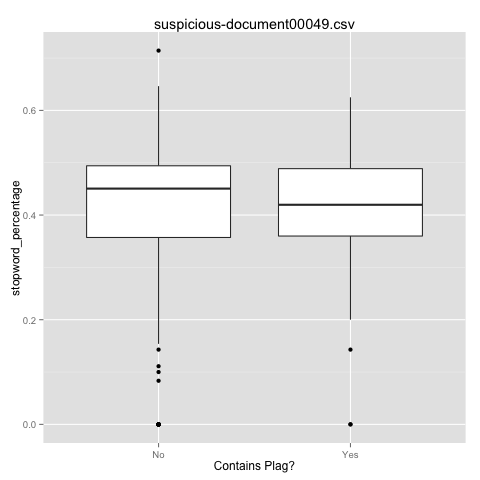 suspicious-document00049.csv
stopword_percentage
0.6
0.4
0.2
0.0
No
Yes
Contains Plag?